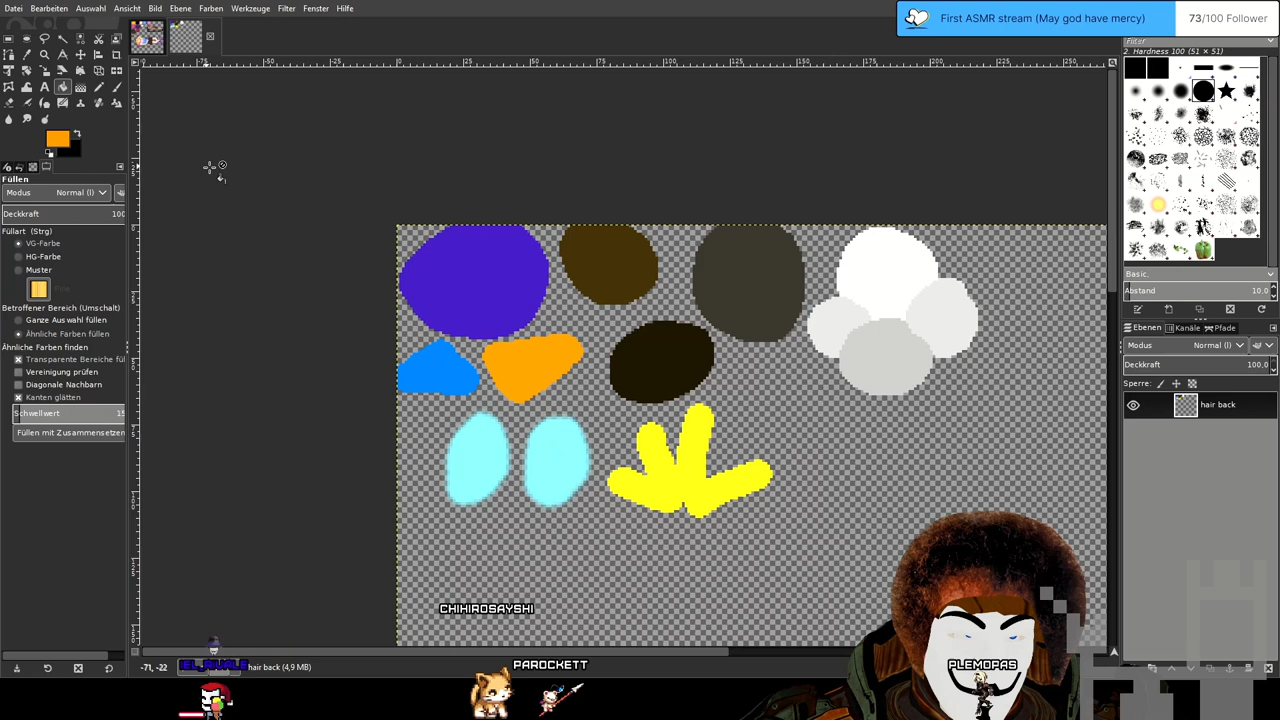 Datei Bearbeiten Auswahl Ansicht Bild Ebene Farben Werkzeuge Filter Fenster Hilfe
First ASMR stream (May god have mercy)
73/100 Follower
Filter
2. Hardness 100 (51 × 51)
Füllen
Modus Normal (l)
Deckkraft 100
Füllart (Strg)
VG-Farbe
HG-Farbe
Muster
Betroffener Bereich (Umschalt)
Ganze Auswahl füllen
Ähnliche Farben füllen
Ähnliche Farben finden
Transparente Bereiche fül
Vereinigung prüfen
Diagonale Nachbarn
Kanten glätten
Schwellwert 15
Füllen mit Zusammensetzen
Basic,
Abstand 10,0
Ebenen Kanäle Pfade
Modus Normal (l)
Deckkraft 100,0
Sperre:
hair back
CHIHIROSAYSHI
PAROCKETT
PLEMOPAS
-71, -22
hair back (4,9 MB)